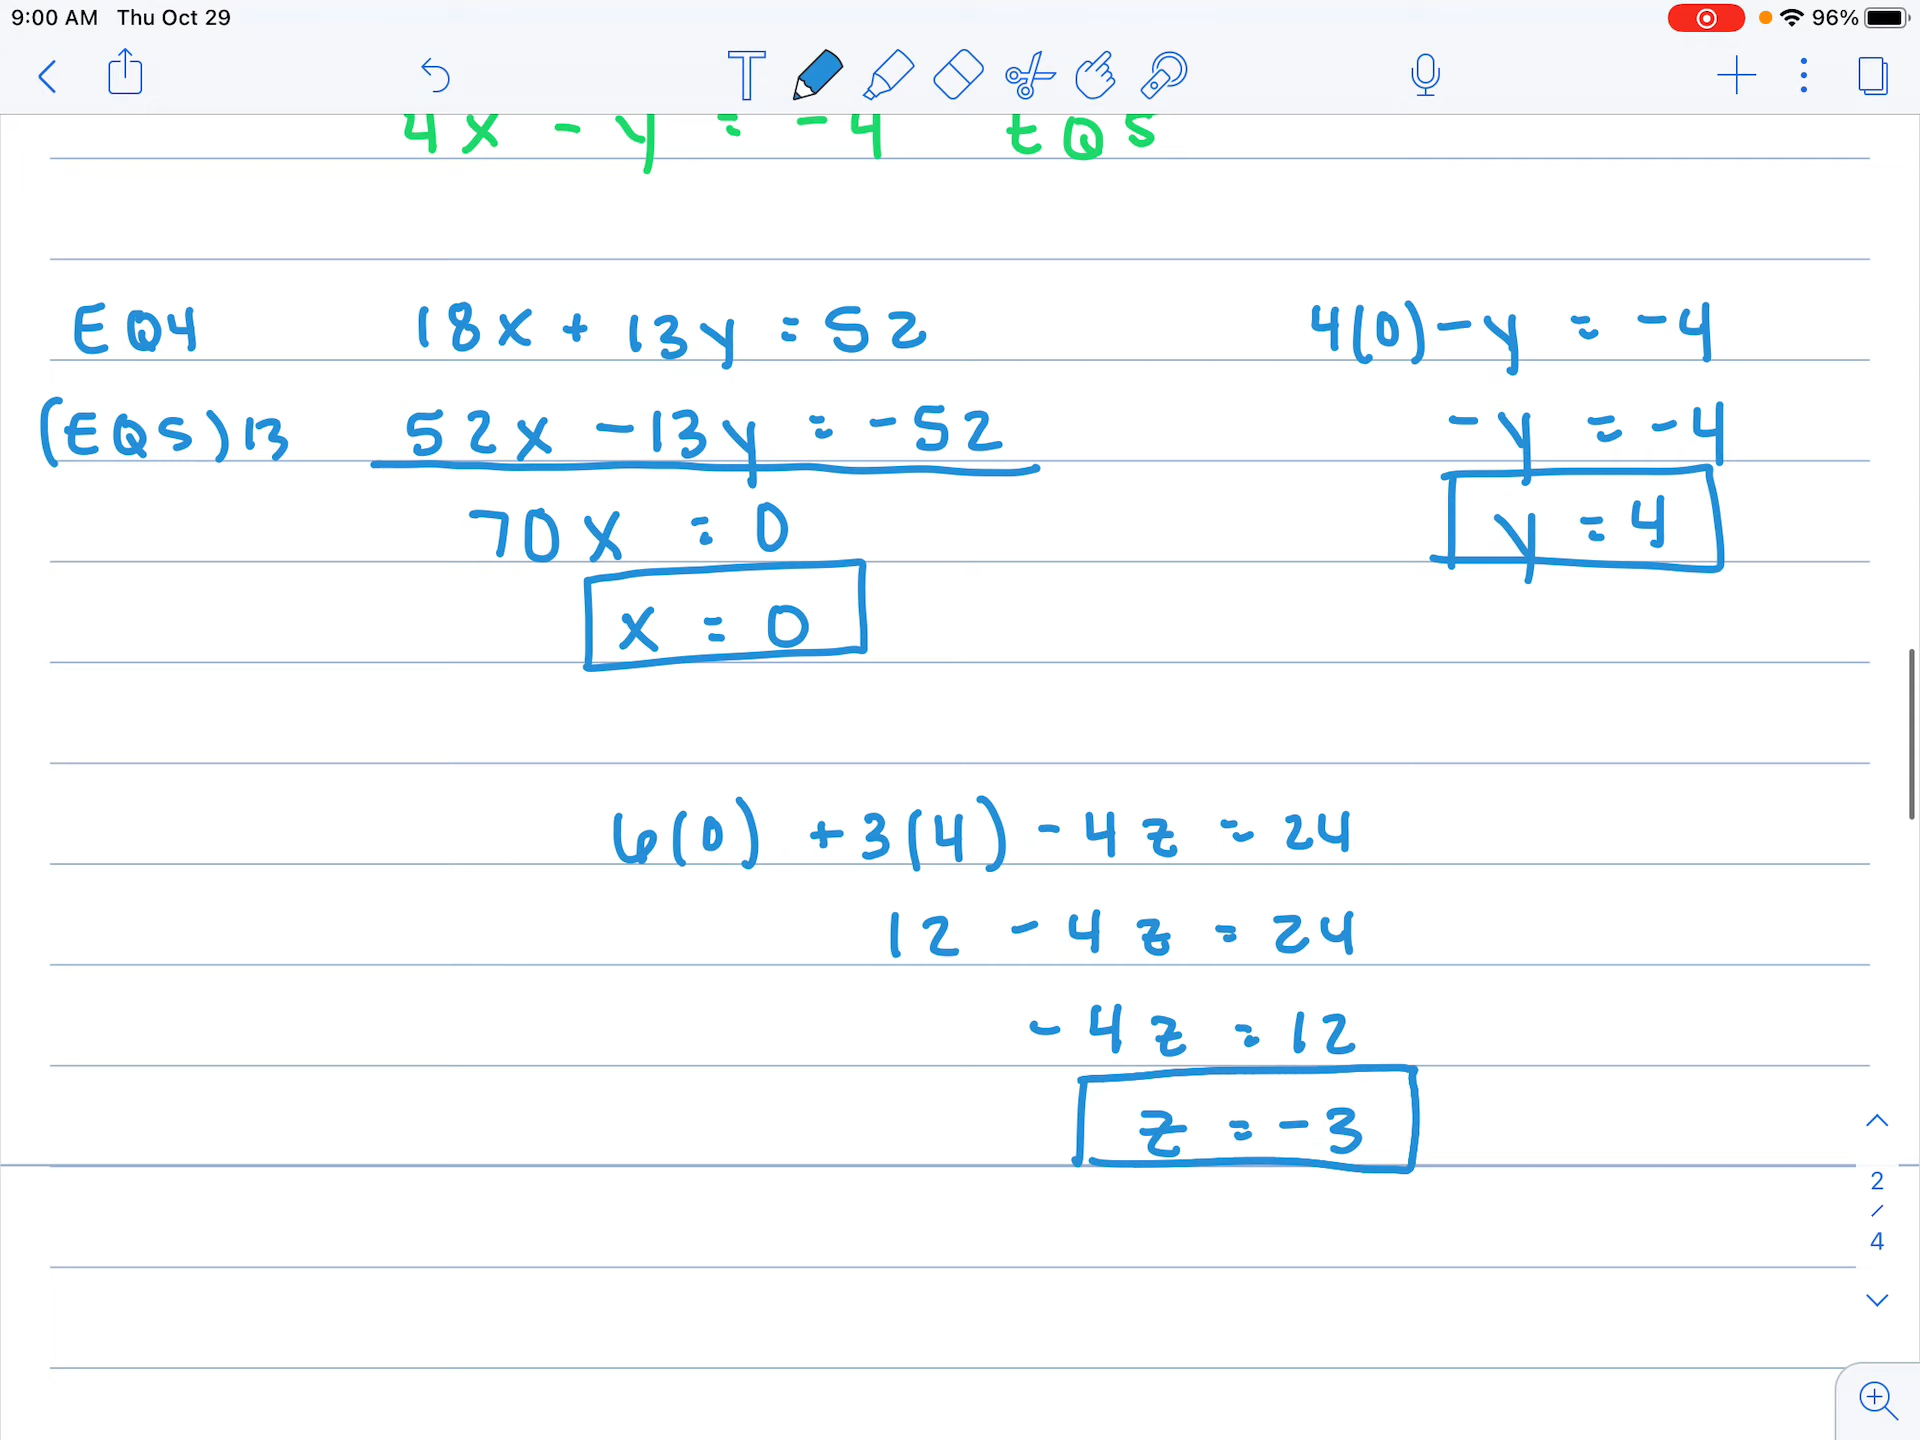 9:00 AM Thu Oct 29 96%
T
4x - y = -4 EQ5
EQ4 18x + 13y = 52
(EQ5)13 52x - 13y = -52
70x = 0
x = 0
4(0) - y = -4
-y = -4
y = 4
6(0) + 3(4) - 4z = 24
12 - 4z = 24
-4z = 12
z = -3
2
/
4